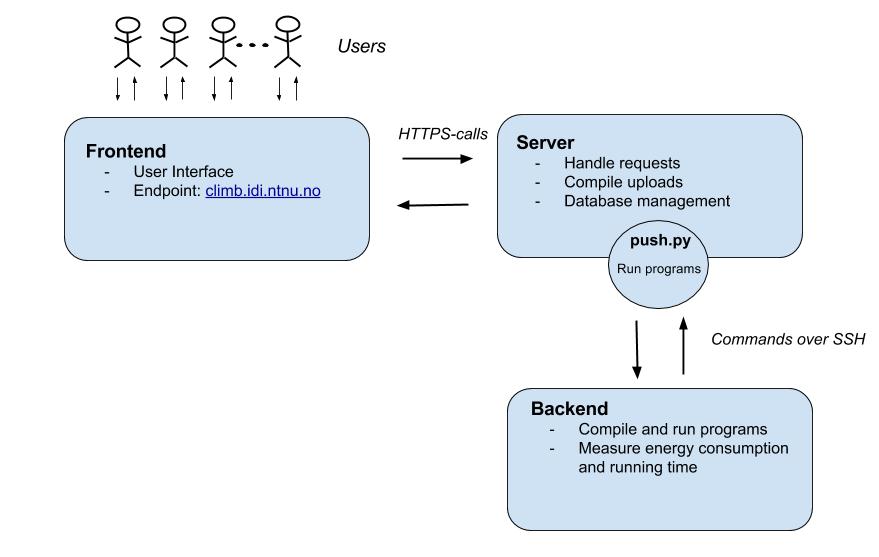 Users
Frontend
- User Interface
- Endpoint: climb.idi.ntnu.no
HTTPS-calls
Server
- Handle requests
- Compile uploads
- Database management
push.py
Run programs
Commands over SSH
Backend
- Compile and run programs
- Measure energy consumption
and running time